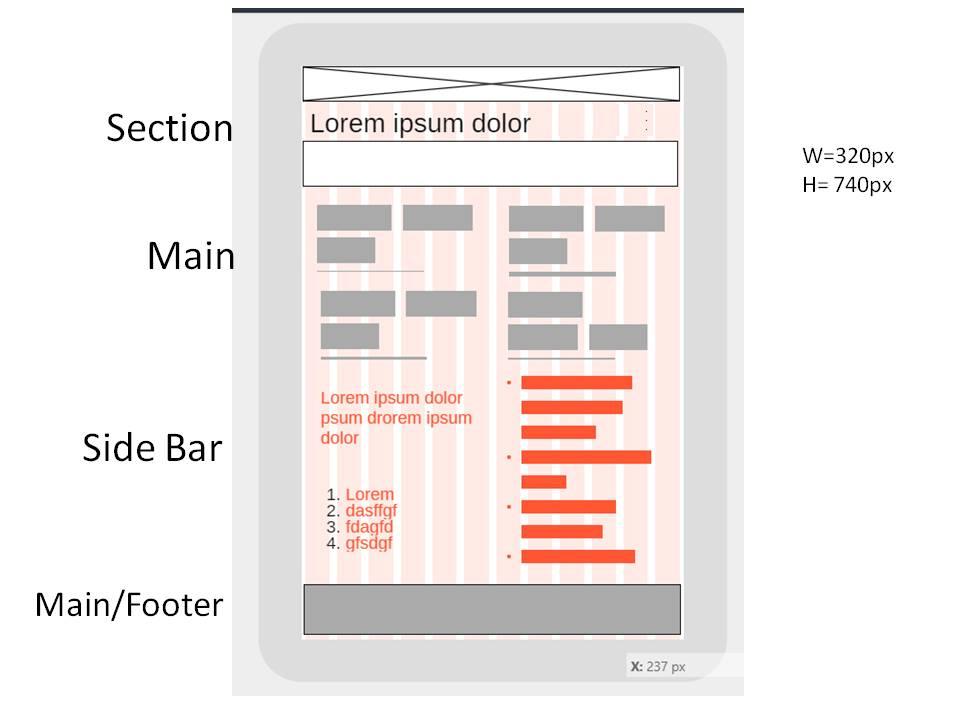 Section
Lorem ipsum dolor
W=320px
H= 740px
Main
Side Bar
Lorem ipsum dolor
psum drorem ipsum
dolor
1. Lorem
2. dasffgf
3. fdagfd
4. gfsdgf
Main/Footer
X: 237 px